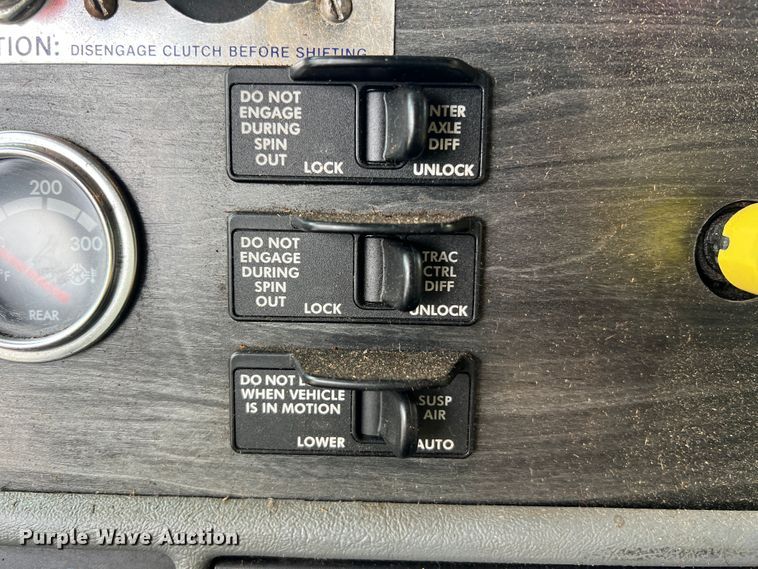 TION: DISENGAGE CLUTCH BEFORE SHIFTING
DO NOT
ENGAGE
DURING
SPIN
OUT
LOCK
NTER
AXLE
DIFF
UNLOCK
200
300
°F
REAR
DO NOT
ENGAGE
DURING
SPIN
OUT
LOCK
TRAC
CTRL
DIFF
UNLOCK
DO NOT
WHEN VEHICLE
IS IN MOTION
LOWER
SUSP
AIR
AUTO
Purple Wave Auction